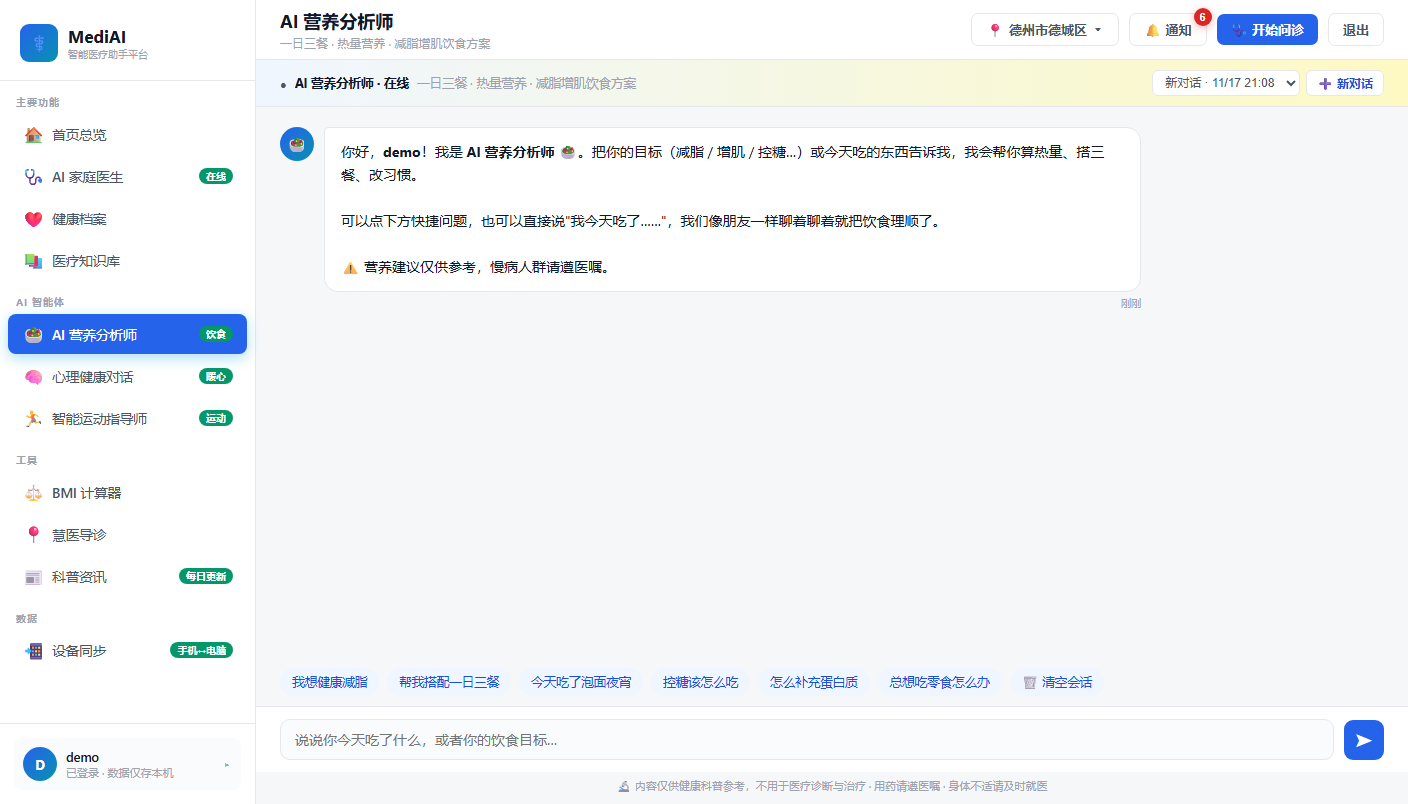 MediAI
智能医疗助手平台
主要功能
首页总览
AI 家庭医生 在线
健康档案
医疗知识库
AI 智能体
AI 营养分析师 饮食
心理健康对话 暖心
智能运动指导师 运动
工具
BMI 计算器
慧医导诊
科普资讯 每日更新
数据
设备同步 手机↔电脑
D
demo
已登录 · 数据仅存本机
AI 营养分析师
一日三餐 · 热量营养 · 减脂增肌饮食方案
德州市德城区
通知 6
开始问诊
退出
AI 营养分析师 · 在线 一日三餐 · 热量营养 · 减脂增肌饮食方案
新对话 · 11/17 21:08
新对话
你好，demo！我是 AI 营养分析师 🥗。把你的目标（减脂 / 增肌 / 控糖...）或今天吃的东西告诉我，我会帮你算热量、搭三
餐、改习惯。
可以点下方快捷问题，也可以直接说"我今天吃了......"，我们像朋友一样聊着聊着就把饮食理顺了。
⚠️ 营养建议仅供参考，慢病人群请遵医嘱。
刚刚
我想健康减脂 帮我搭配一日三餐 今天吃了泡面夜宵 控糖该怎么吃 怎么补充蛋白质 总想吃零食怎么办 清空会话
说说你今天吃了什么，或者你的饮食目标...
内容仅供健康科普参考，不用于医疗诊断与治疗 · 用药请遵医嘱 · 身体不适请及时就医